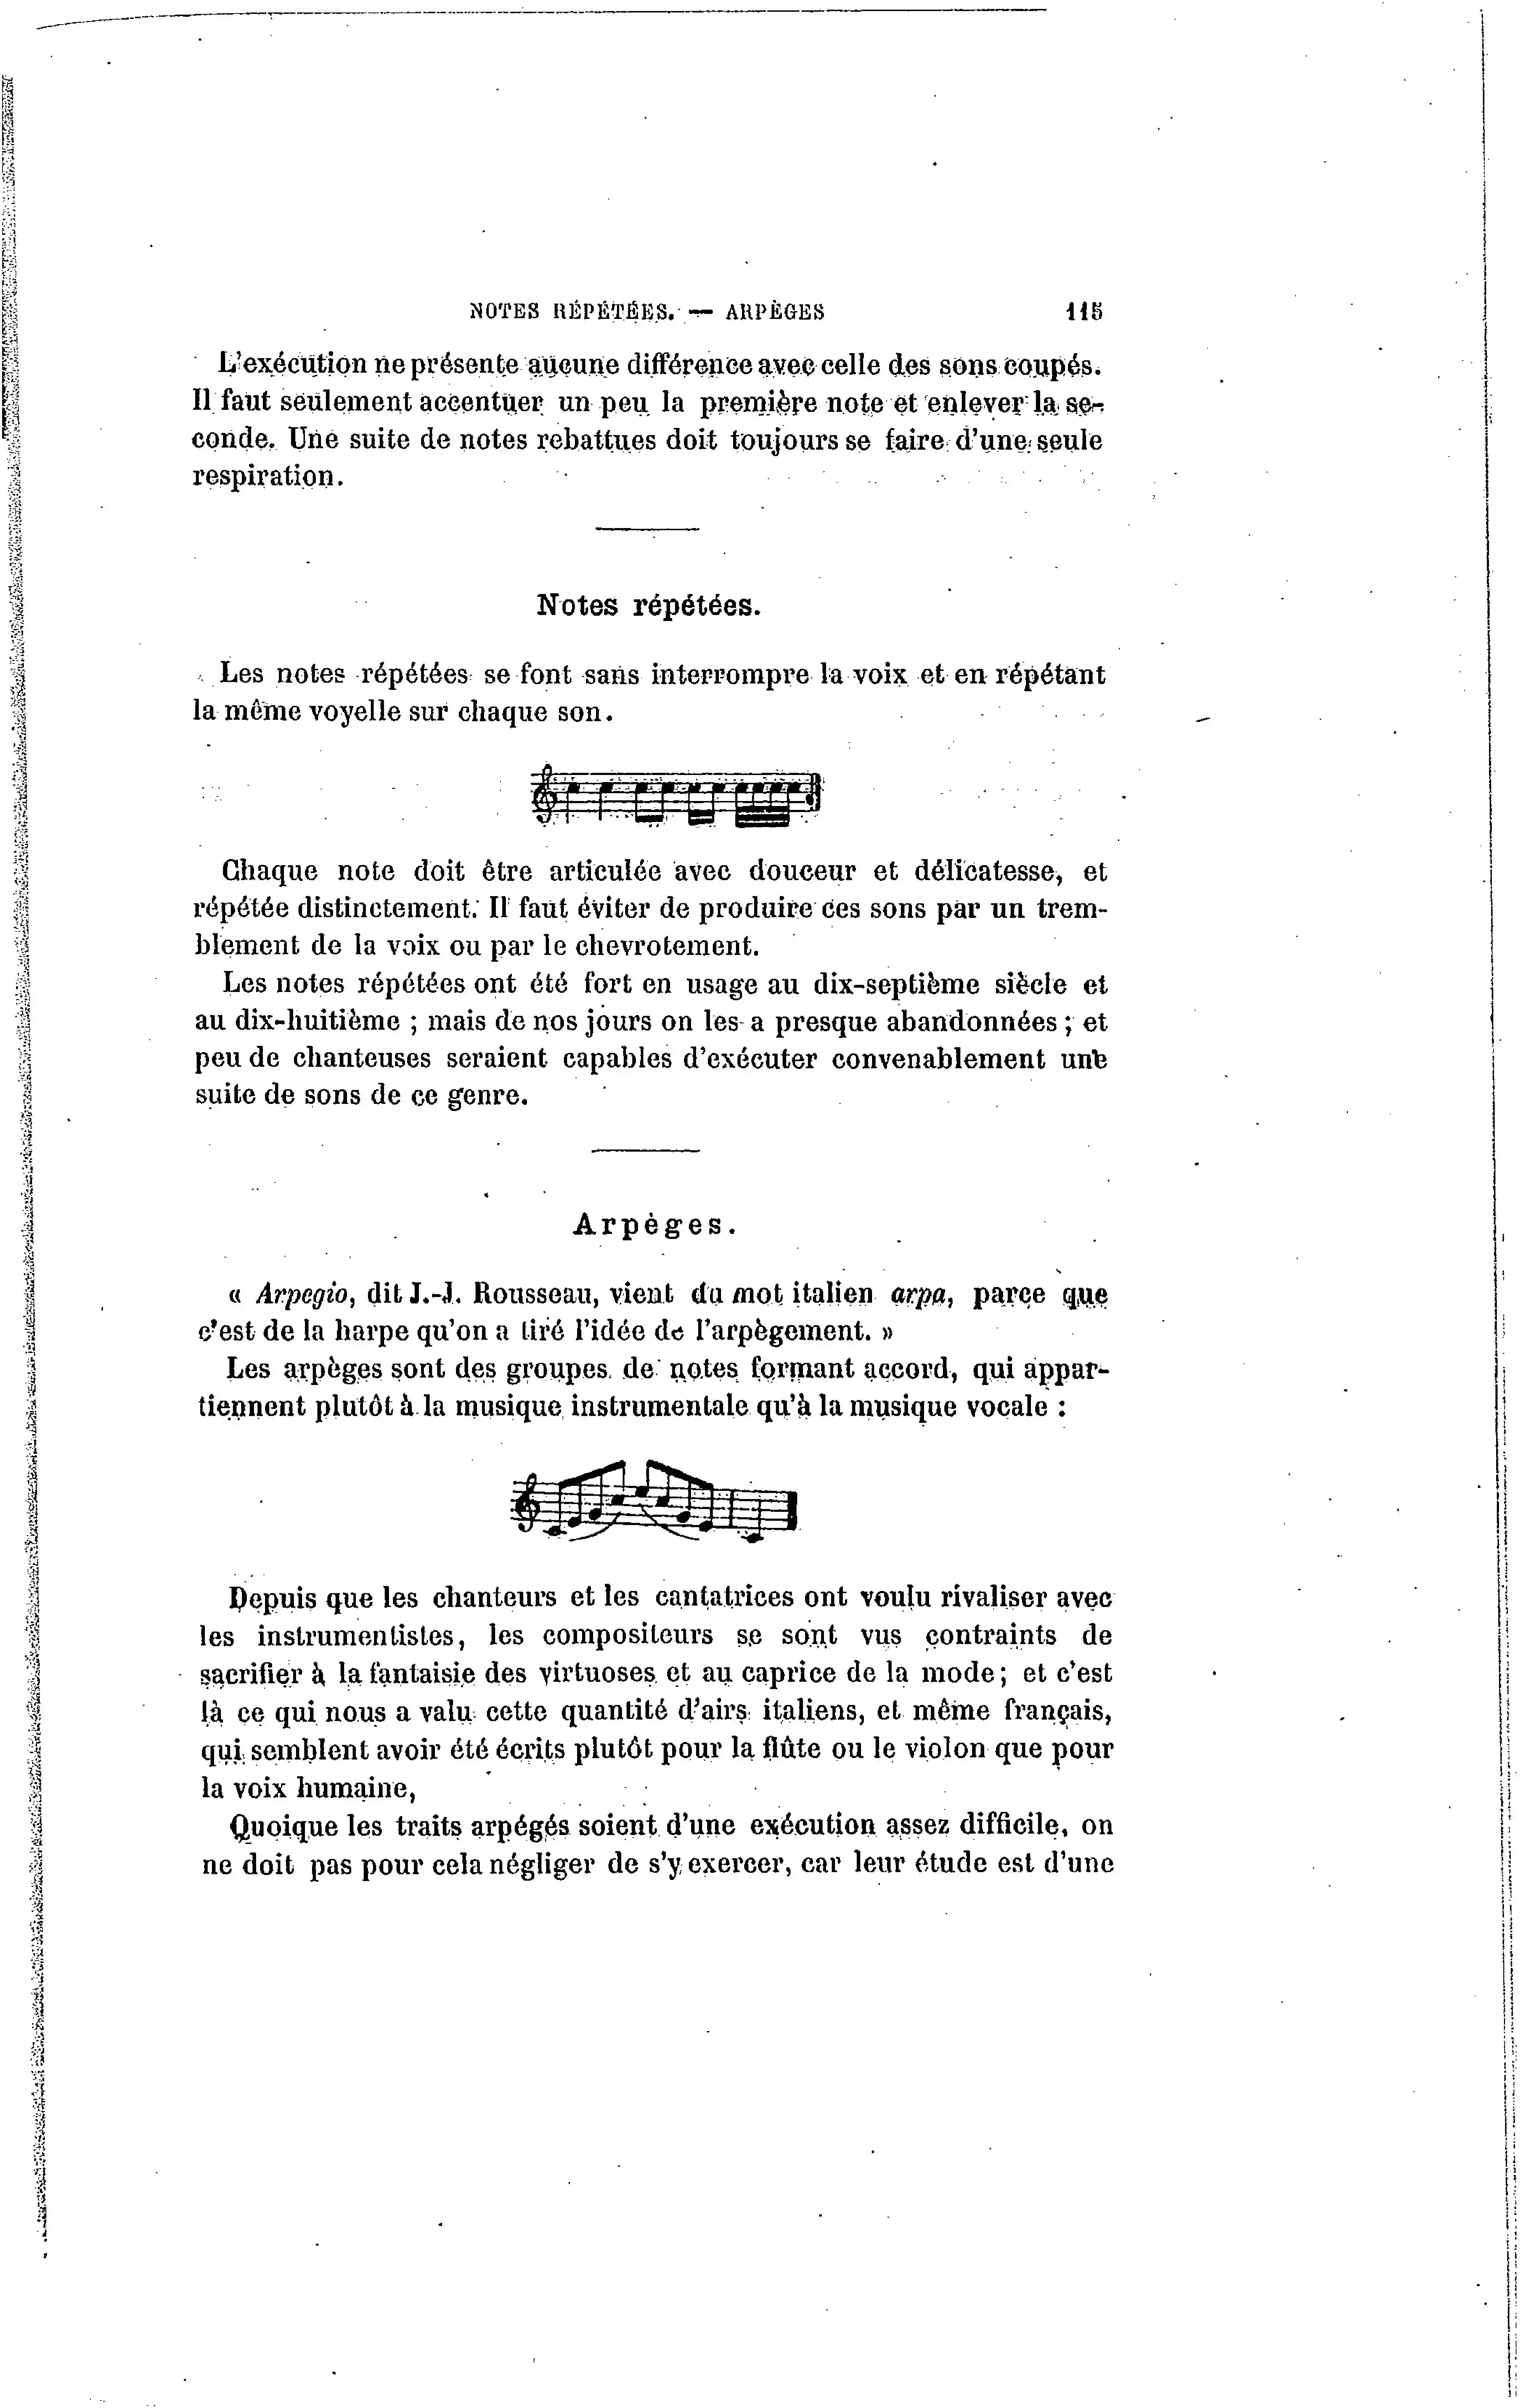 NOTES RÉPÉTÉES. — ARPÈGES 115
L'exécution ne présente aucune différence avec celle des sons coupés.
Il faut seulement accentuer un peu la première note et enlever la se-
conde. Une suite de notes rebattues doit toujours se faire d'une seule
respiration.
Notes répétées.
Les notes répétées se font sans interrompre la voix et en répétant
la même voyelle sur chaque son.
Chaque note doit être articulée avec douceur et délicatesse, et
répétée distinctement. Il faut éviter de produire ces sons par un trem-
blement de la voix ou par le chevrotement.
Les notes répétées ont été fort en usage au dix-septième siècle et
au dix-huitième ; mais de nos jours on les a presque abandonnées ; et
peu de chanteuses seraient capables d'exécuter convenablement une
suite de sons de ce genre.
Arpèges.
« Arpegio, dit J.-J. Rousseau, vient du mot italien arpa, parce que
c'est de la harpe qu'on a tiré l'idée de l'arpègement. »
Les arpèges sont des groupes de notes formant accord, qui appar-
tiennent plutôt à la musique instrumentale qu'à la musique vocale :
Depuis que les chanteurs et les cantatrices ont voulu rivaliser avec
les instrumentistes, les compositeurs se sont vus contraints de
sacrifier à la fantaisie des virtuoses et au caprice de la mode; et c'est
là ce qui nous a valu cette quantité d'airs italiens, et même français,
qui semblent avoir été écrits plutôt pour la flûte ou le violon que pour
la voix humaine,
Quoique les traits arpégés soient d'une exécution assez difficile, on
ne doit pas pour cela négliger de s'y exercer, car leur étude est d'une